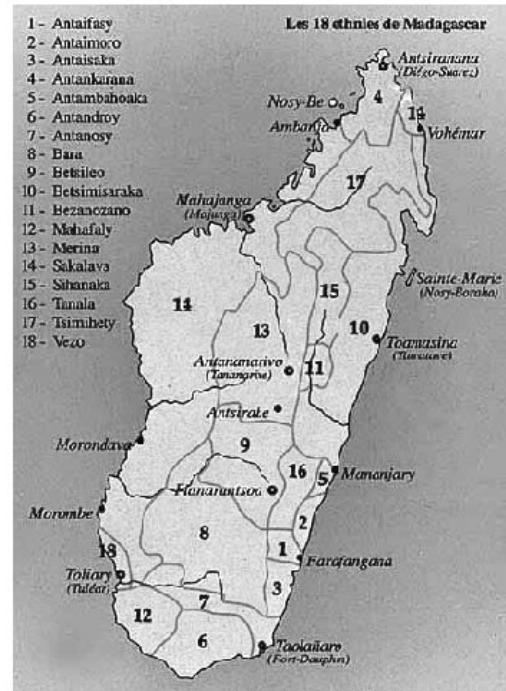 Les 18 ethnies de Madagascar
1 - Antaifasy
2 - Antaimoro
3 - Antaisaka
4 - Antankarana
5 - Antambahoaka
6 - Antandroy
7 - Antanosy
8 - Bara
9 - Betsileo
10 - Betsimisaraka
11 - Bezanozano
12 - Mahafaly
13 - Merina
14 - Sakalava
15 - Sihanaka
16 - Tanala
17 - Tsimihety
18 - Vezo
Antsiranana
(Diégo-Suarez)
4
Nosy-Be
14
Ambanja
Vohémar
17
Mahajanga
(Majunga)
Sainte-Marie
(Nosy-Boraha)
14
15
13
10
Toamasina
(Tamatave)
Antananarivo
(Tananarive)
11
Antsirabe
Morondava
9
16
Mananjary
5
Fianarantsoa
Morombe
2
8
1
Farafangana
18
Toliary
(Tuléar)
3
7
12
6
Taolañaro
(Fort-Dauphin)